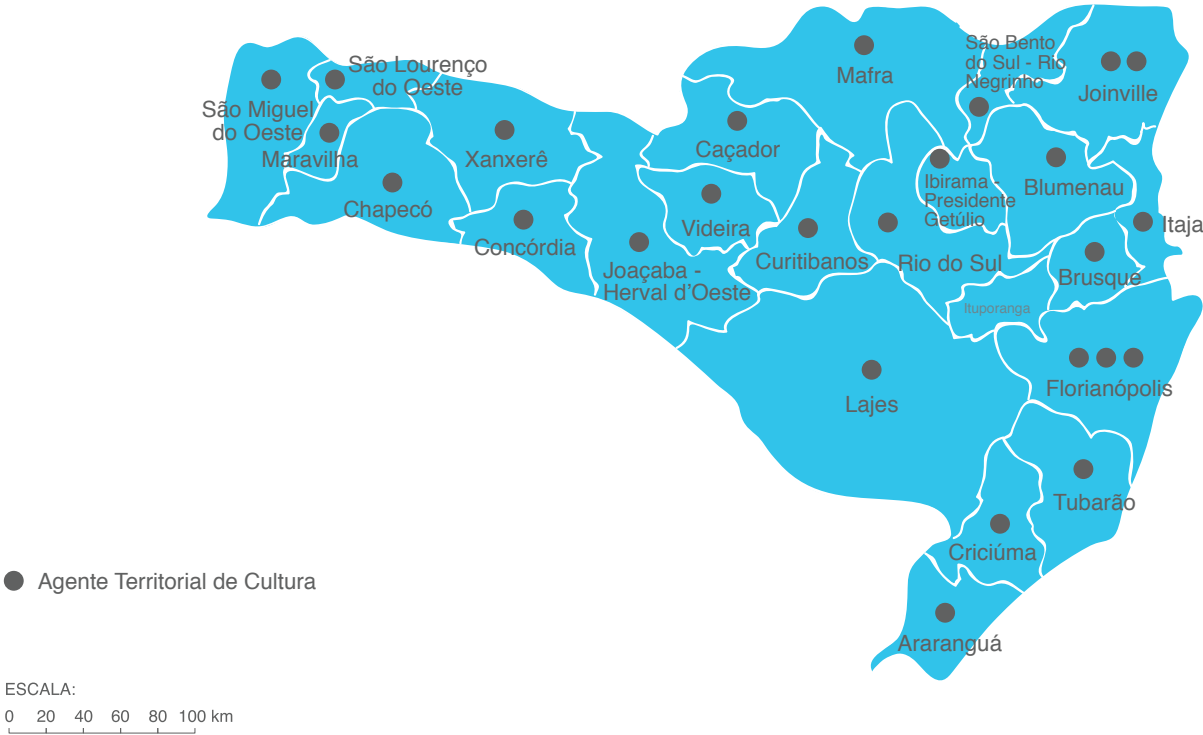 São Miguel
do Oeste
São Lourenço
do Oeste
Maravilha
Chapecó
Xanxerê
Concórdia
Joaçaba -
Herval d'Oeste
Caçador
Videira
Curitibanos
Mafra
São Bento
do Sul - RIo
Negrinho
Joinville
Ibirama -
Presidente
Getúlio
Blumenau
Itaja
Rio do Sul
Brusque
Ituporanga
Florianópolis
Lajes
Tubarão
Criciúma
Araranguá
Agente Territorial de Cultura
ESCALA:
0 20 40 60 80 100 km